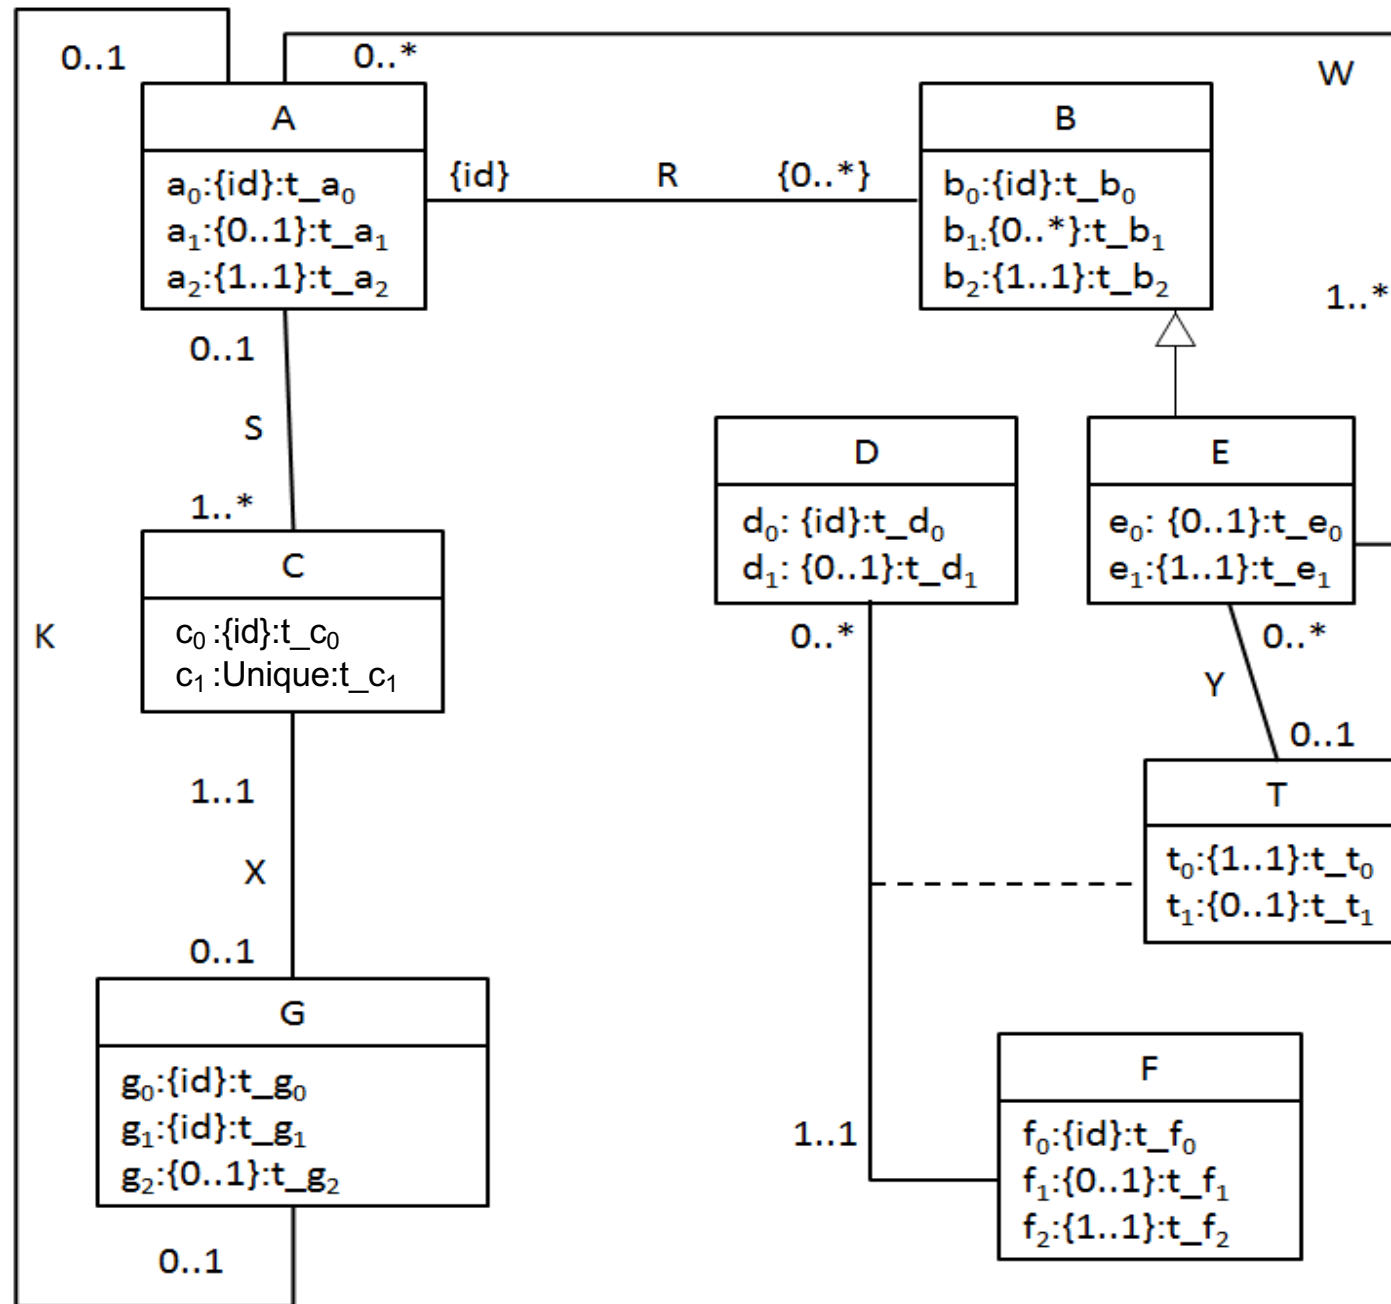 0..1
0..*
W
A
a₀:{id}:t_a₀
a₁:{0..1}:t_a₁
a₂:{1..1}:t_a₂
{id}
R
{0..*}
B
b₀:{id}:t_b₀
b₁:{0..*}:t_b₁
b₂:{1..1}:t_b₂
1..*
0..1
S
1..*
D
d₀: {id}:t_d₀
d₁: {0..1}:t_d₁
E
e₀: {0..1}:t_e₀
e₁:{1..1}:t_e₁
C
c₀ :{id}:t_c₀
c₁ :Unique:t_c₁
K
0..*
0..*
Y
0..1
1..1
X
0..1
T
t₀:{1..1}:t_t₀
t₁:{0..1}:t_t₁
G
g₀:{id}:t_g₀
g₁:{id}:t_g₁
g₂:{0..1}:t_g₂
1..1
F
f₀:{id}:t_f₀
f₁:{0..1}:t_f₁
f₂:{1..1}:t_f₂
0..1